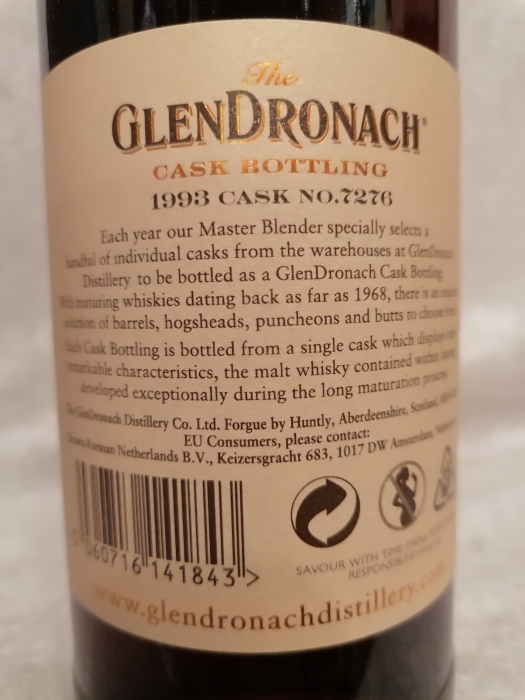 The
GLENDRONACH®
CASK BOTTLING
1993 CASK NO.7276
Each year our Master Blender specially selects a
handful of individual casks from the warehouses at GlenDronach
Distillery to be bottled as a GlenDronach Cask Bottling.
With maturing whiskies dating back as far as 1968, there is an
selection of barrels, hogsheads, puncheons and butts to choose from.
Each Cask Bottling is bottled from a single cask which displays
remarkable characteristics, the malt whisky contained within having
developed exceptionally during the long maturation process.
The GlenDronach Distillery Co. Ltd. Forgue by Huntly, Aberdeenshire, Scotland,
EU Consumers, please contact:
Brown-Forman Netherlands B.V., Keizersgracht 683, 1017 DW Amsterdam,
5 060716 141843 >
SAVOUR WITH TIME. DRINK
RESPONSIBLY
www.glendronachdistillery.com